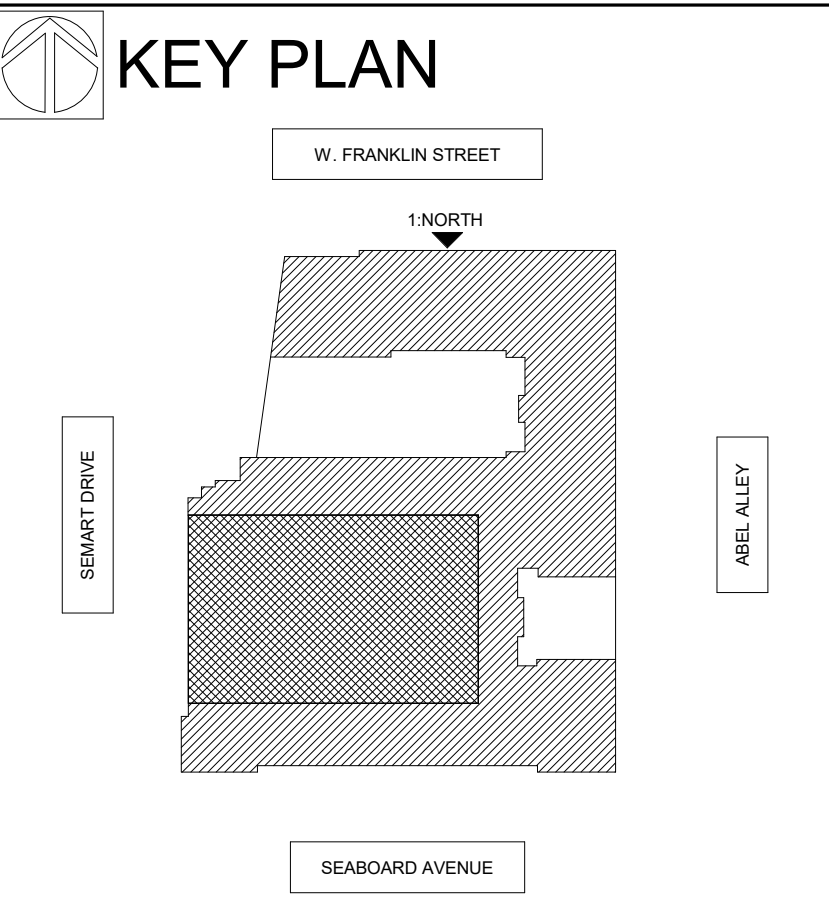 KEY PLAN
W. FRANKLIN STREET
1:NORTH
SEMART DRIVE
ABEL ALLEY
SEABOARD AVENUE